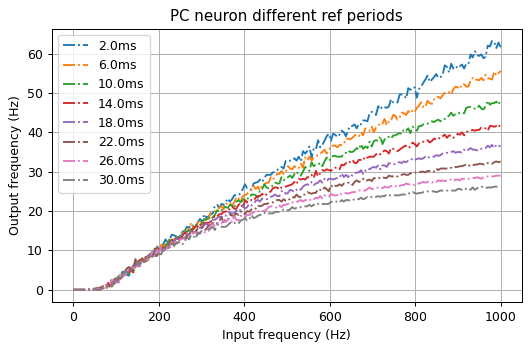 PC neuron different ref periods
Output frequency (Hz)
60
50
40
30
20
10
0
2.0ms
6.0ms
10.0ms
14.0ms
18.0ms
22.0ms
26.0ms
30.0ms
0 200 400 600 800 1000
Input frequency (Hz)